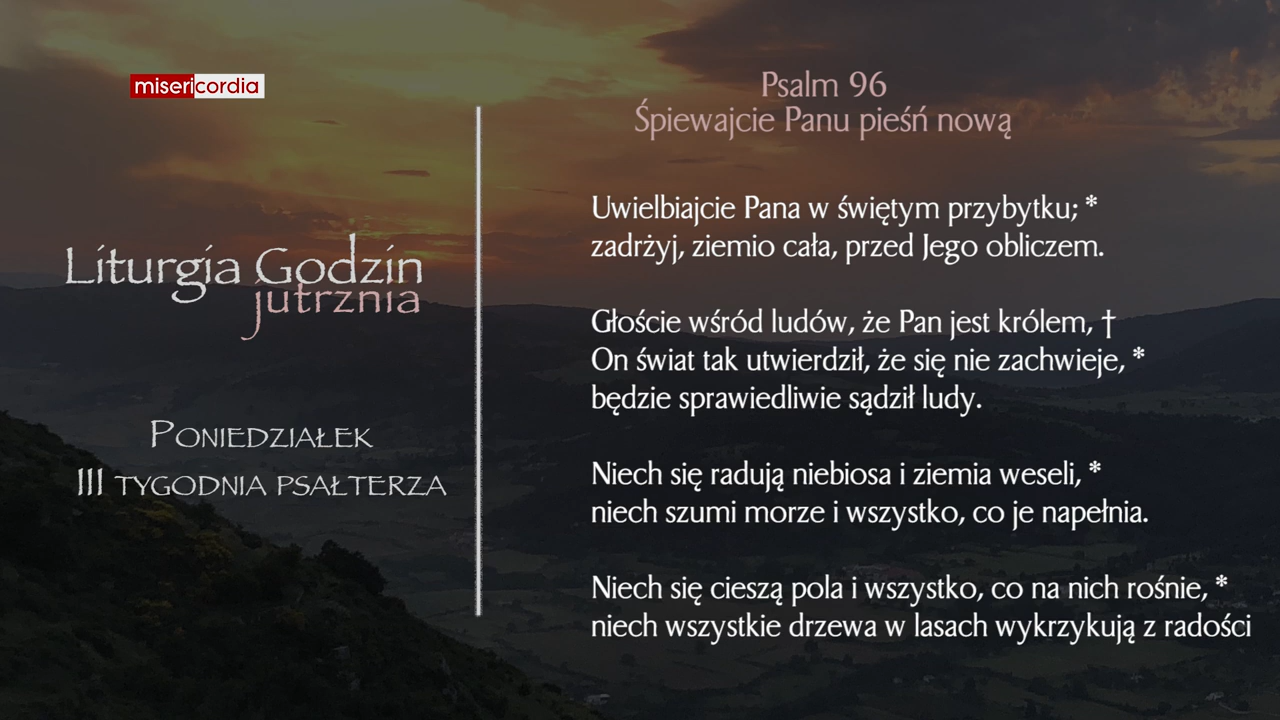 misericordia
Liturgia Godzin
jutrznia
Poniedziałek
III tygodnia psałterza
Psalm 96
Śpiewajcie Panu pieśń nową
Uwielbiajcie Pana w świętym przybytku; *
zadrżyj, ziemio cała, przed Jego obliczem.
Głoście wśród ludów, że Pan jest królem, †
On świat tak utwierdził, że się nie zachwieje, *
będzie sprawiedliwie sądził ludy.
Niech się radują niebiosa i ziemia weseli, *
niech szumi morze i wszystko, co je napełnia.
Niech się cieszą pola i wszystko, co na nich rośnie, *
niech wszystkie drzewa w lasach wykrzykują z radości